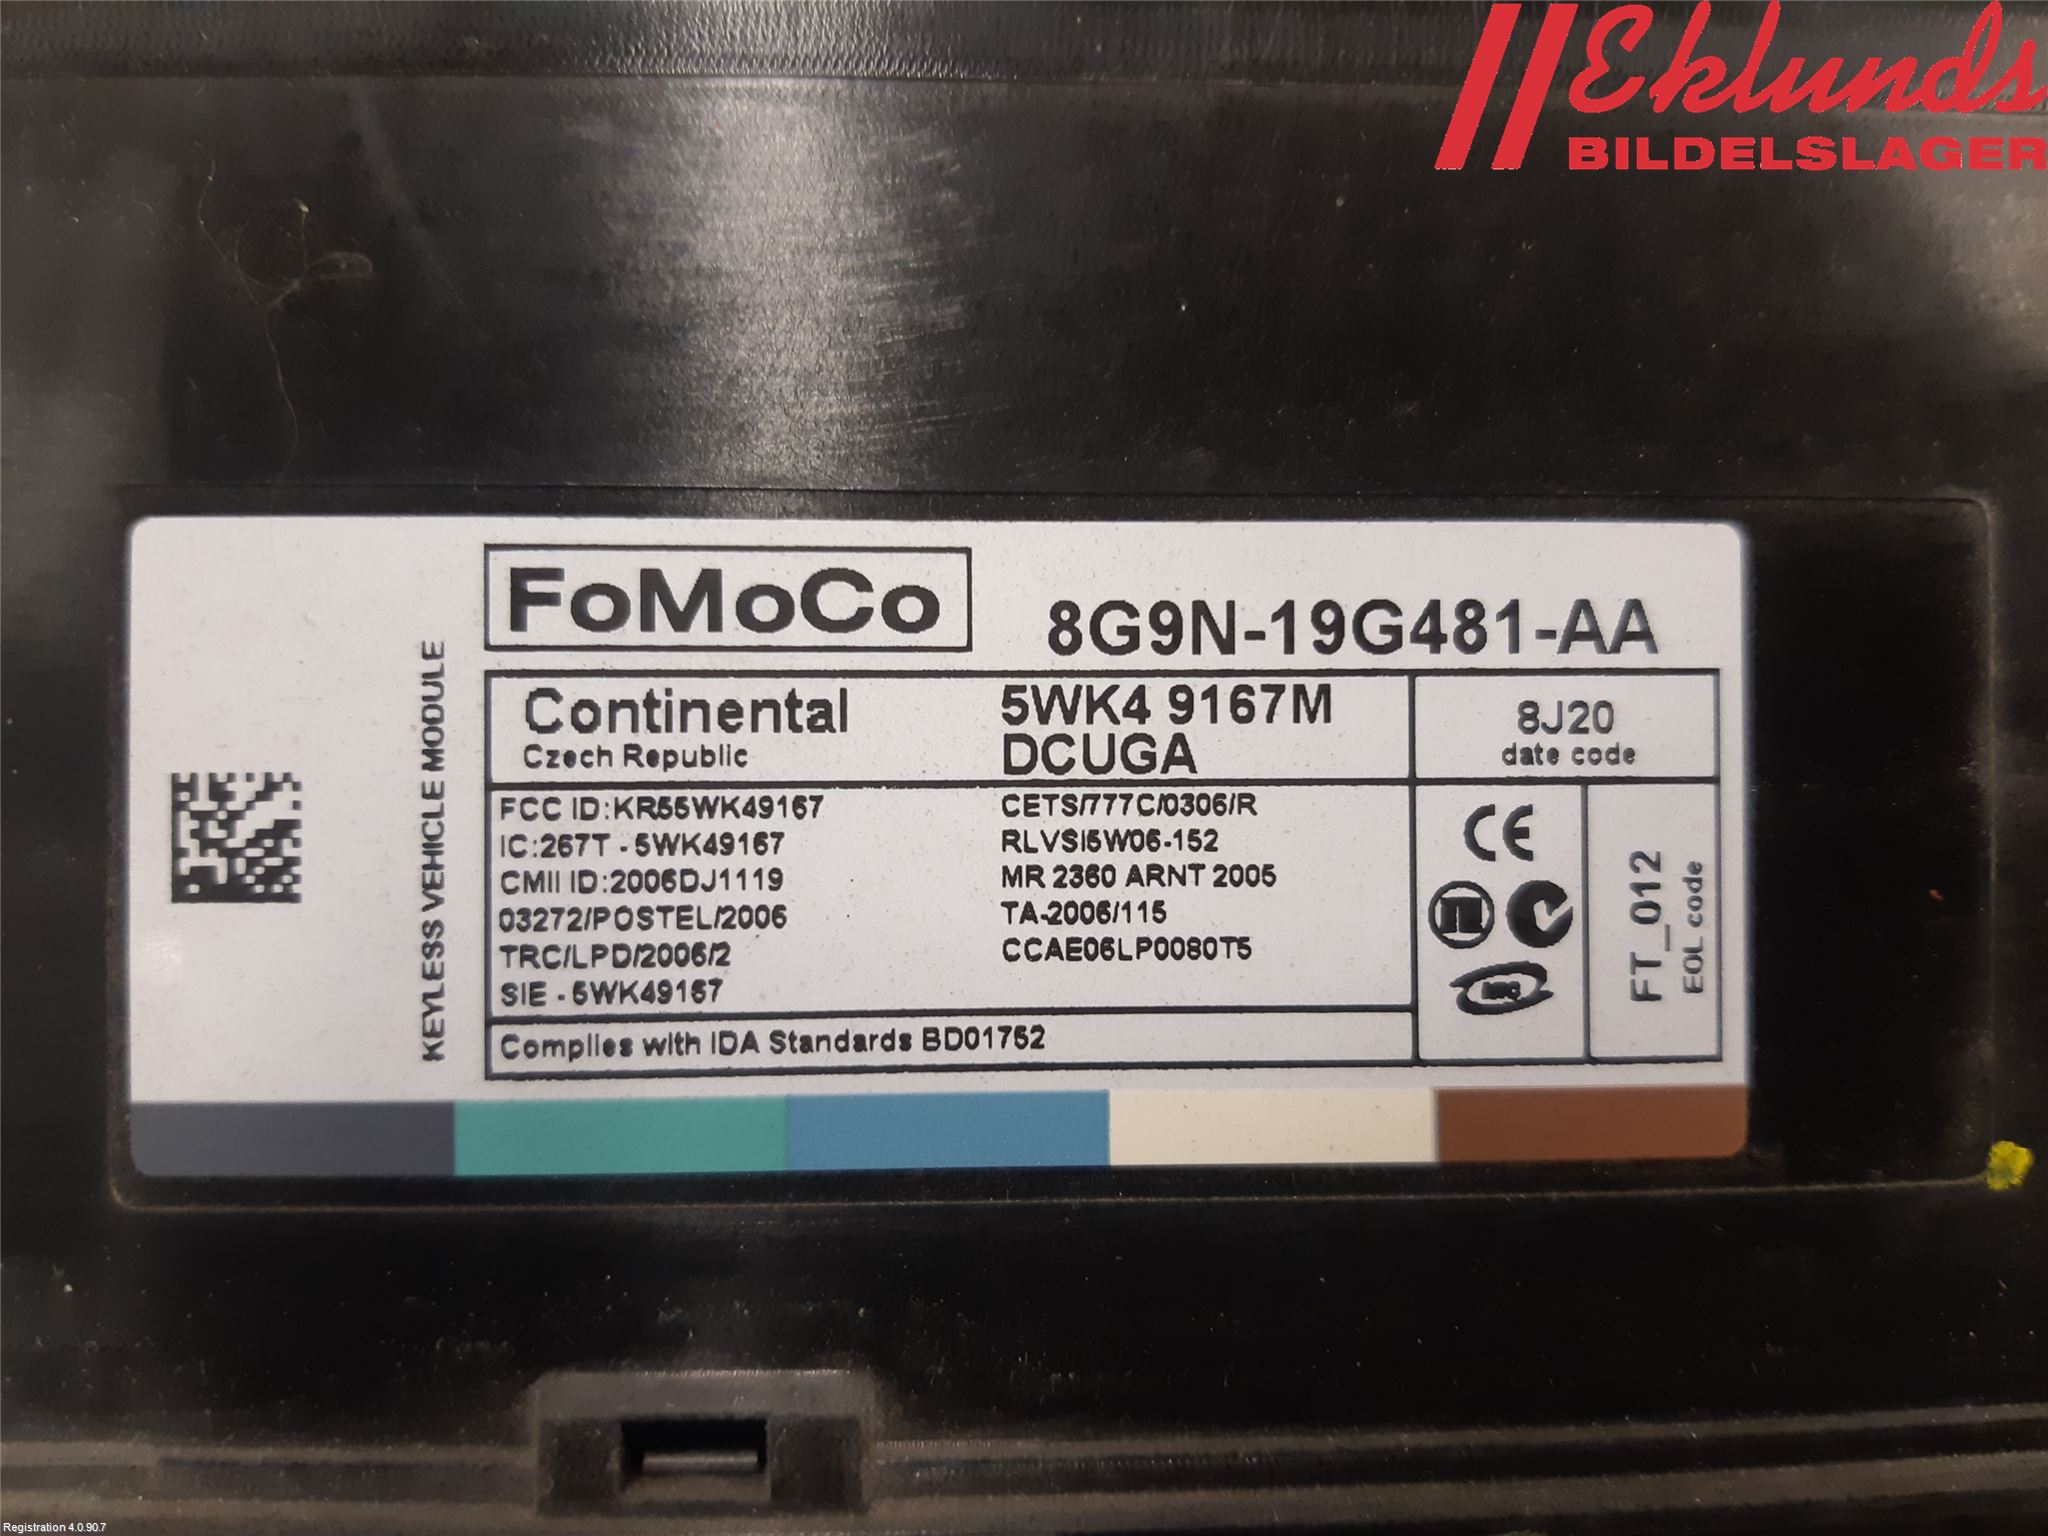 Eklunds
BILDELSLAGER
FoMoCo
8G9N-19G481-AA
KEYLESS VEHICLE MODULE
Continental
Czech Republic
5WK4 9167M
DCUGA
8J20
date code
FCC ID:KR55WK49167
IC:267T - 5WK49167
CMII ID:2006DJ1119
03272/POSTEL/2006
TRC/LPD/2006/2
SIE - 5WK49167
CETS/777C/0306/R
RLVSI5W06-152
MR 2360 ARNT 2005
TA-2006/115
CCAE06LP0080T5
CE
FT_012
EOL code
Complies with IDA Standards BD01752
Registration 4.0.90.7